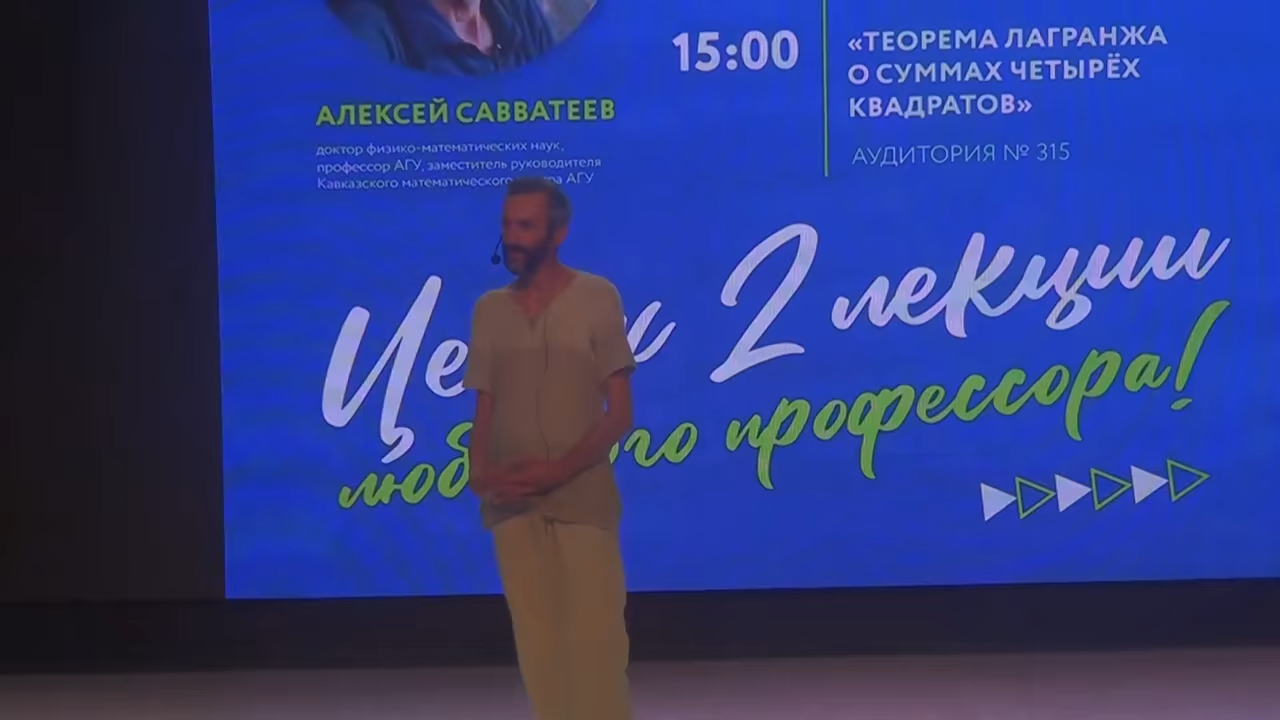 15:00
«ТЕОРЕМА ЛАГРАНЖА
О СУММАХ ЧЕТЫРЁХ
КВАДРАТОВ»
АУДИТОРИЯ № 315
АЛЕКСЕЙ САВВАТЕЕВ
доктор физико-математических наук,
профессор АГУ, заместитель руководителя
Кавказского математического АГУ
2 лекции
профессора!